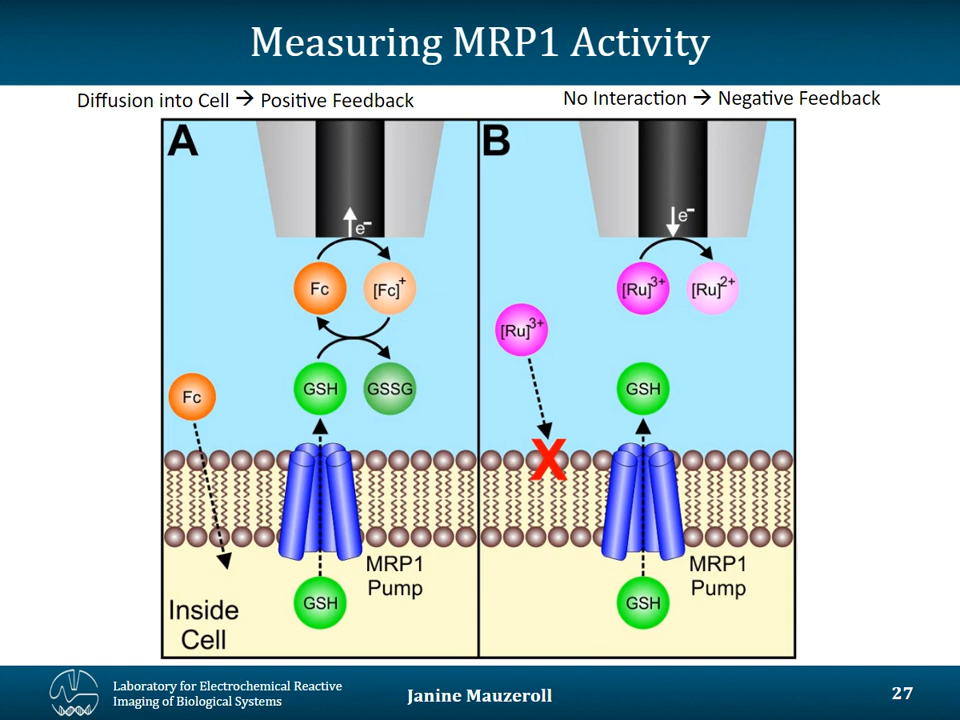 Measuring MRP1 Activity
Diffusion into Cell → Positive Feedback
No Interaction → Negative Feedback
A
e⁻
Fc
[Fc]⁺
GSH
GSSG
Fc
MRP1
Pump
GSH
Inside
Cell
B
e⁻
[Ru]³⁺
[Ru]²⁺
[Ru]³⁺
GSH
X
MRP1
Pump
GSH
Laboratory for Electrochemical Reactive
Imaging of Biological Systems
Janine Mauzeroll
27